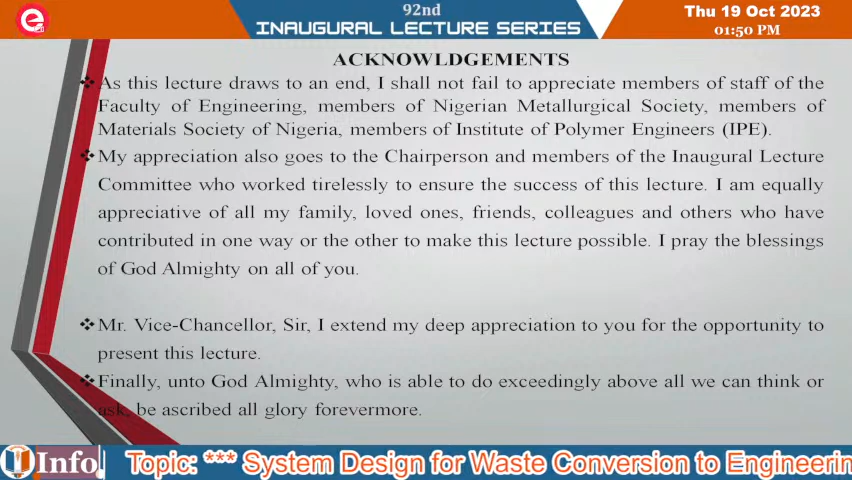 92nd
INAUGURAL LECTURE SERIES
Thu 19 Oct 2023
01:50 PM
ACKNOWLDGEMENTS
❖ As this lecture draws to an end, I shall not fail to appreciate members of staff of the
Faculty of Engineering, members of Nigerian Metallurgical Society, members of
Materials Society of Nigeria, members of Institute of Polymer Engineers (IPE).
❖ My appreciation also goes to the Chairperson and members of the Inaugural Lecture
Committee who worked tirelessly to ensure the success of this lecture. I am equally
appreciative of all my family, loved ones, friends, colleagues and others who have
contributed in one way or the other to make this lecture possible. I pray the blessings
of God Almighty on all of you.
❖ Mr. Vice-Chancellor, Sir, I extend my deep appreciation to you for the opportunity to
present this lecture.
❖ Finally, unto God Almighty, who is able to do exceedingly above all we can think or
ask, be ascribed all glory forevermore.
Info
Topic: *** System Design for Waste Conversion to Engineerin